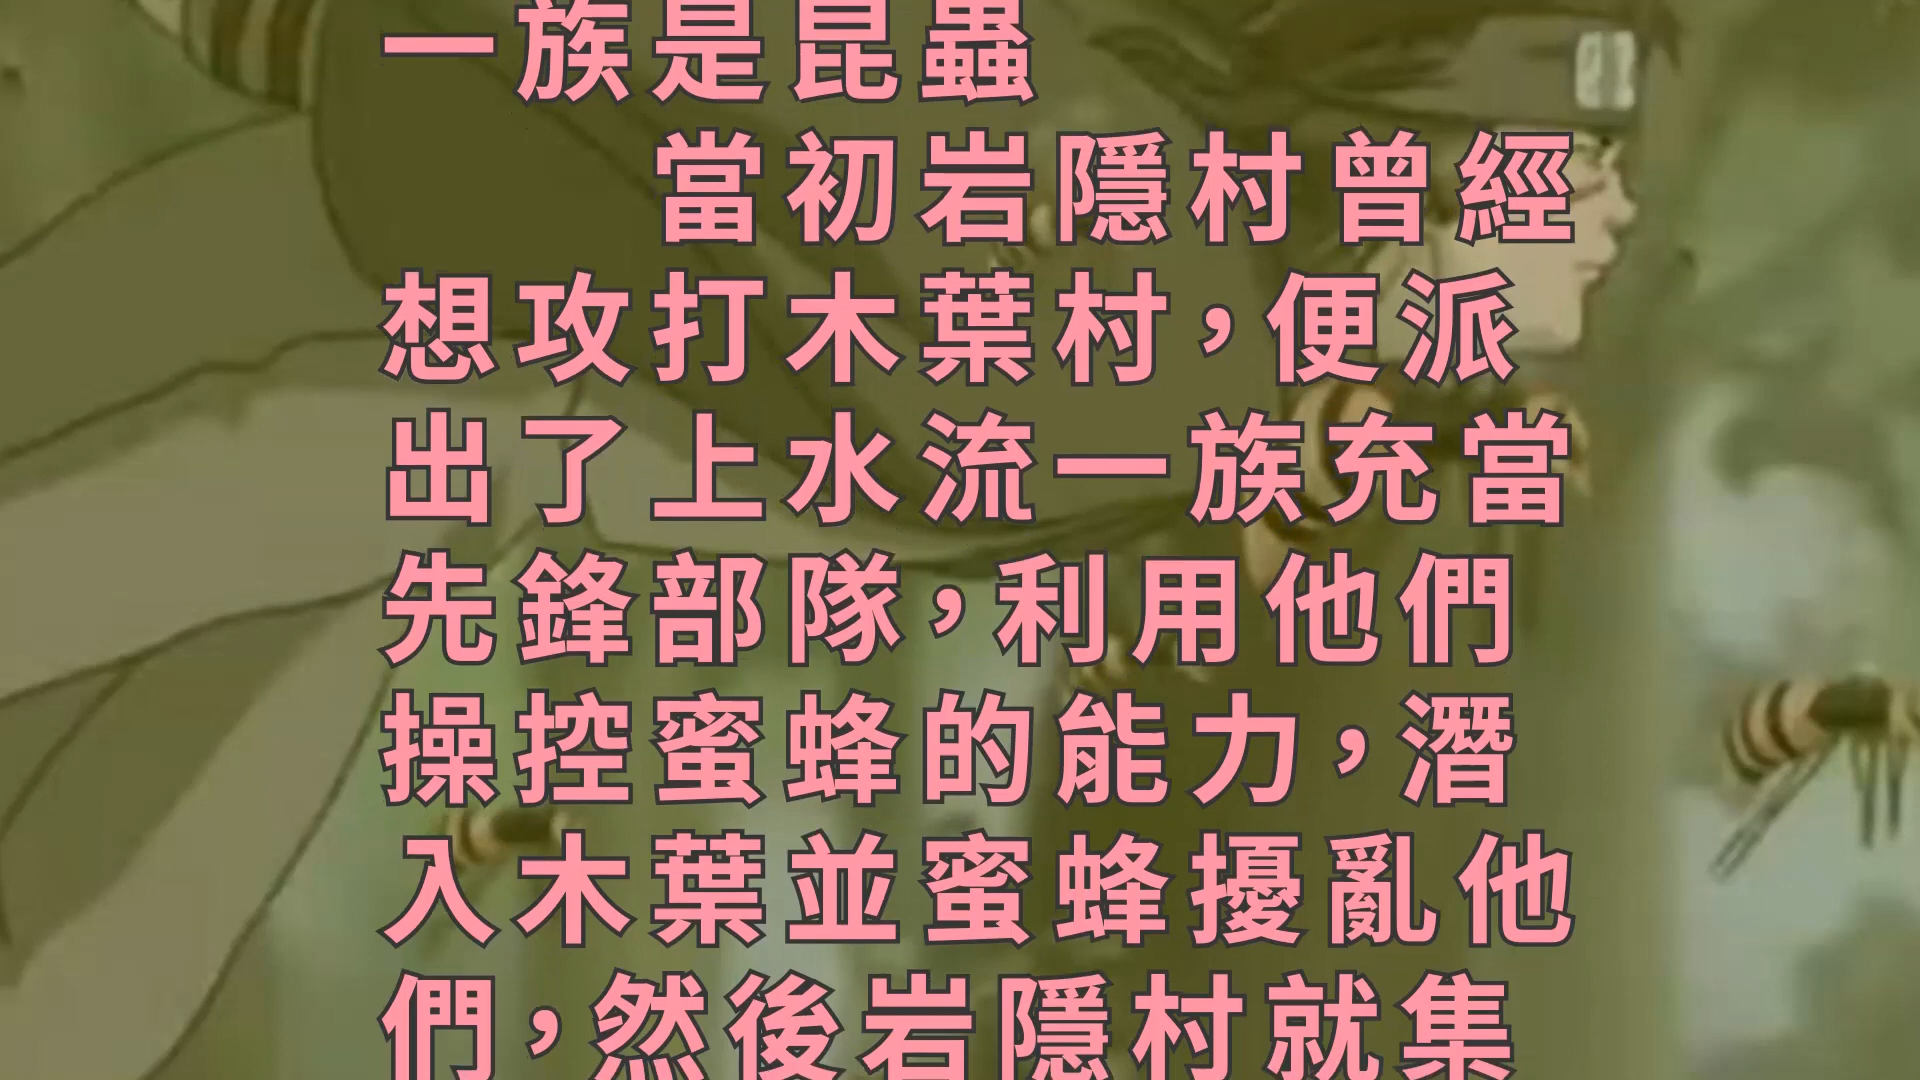 一族是昆蟲
當初岩隱村曾經
想攻打木葉村，便派
出了上水流一族充當
先鋒部隊，利用他們
操控蜜蜂的能力，潛
入木葉並蜜蜂擾亂他
們，然後岩隱村就集